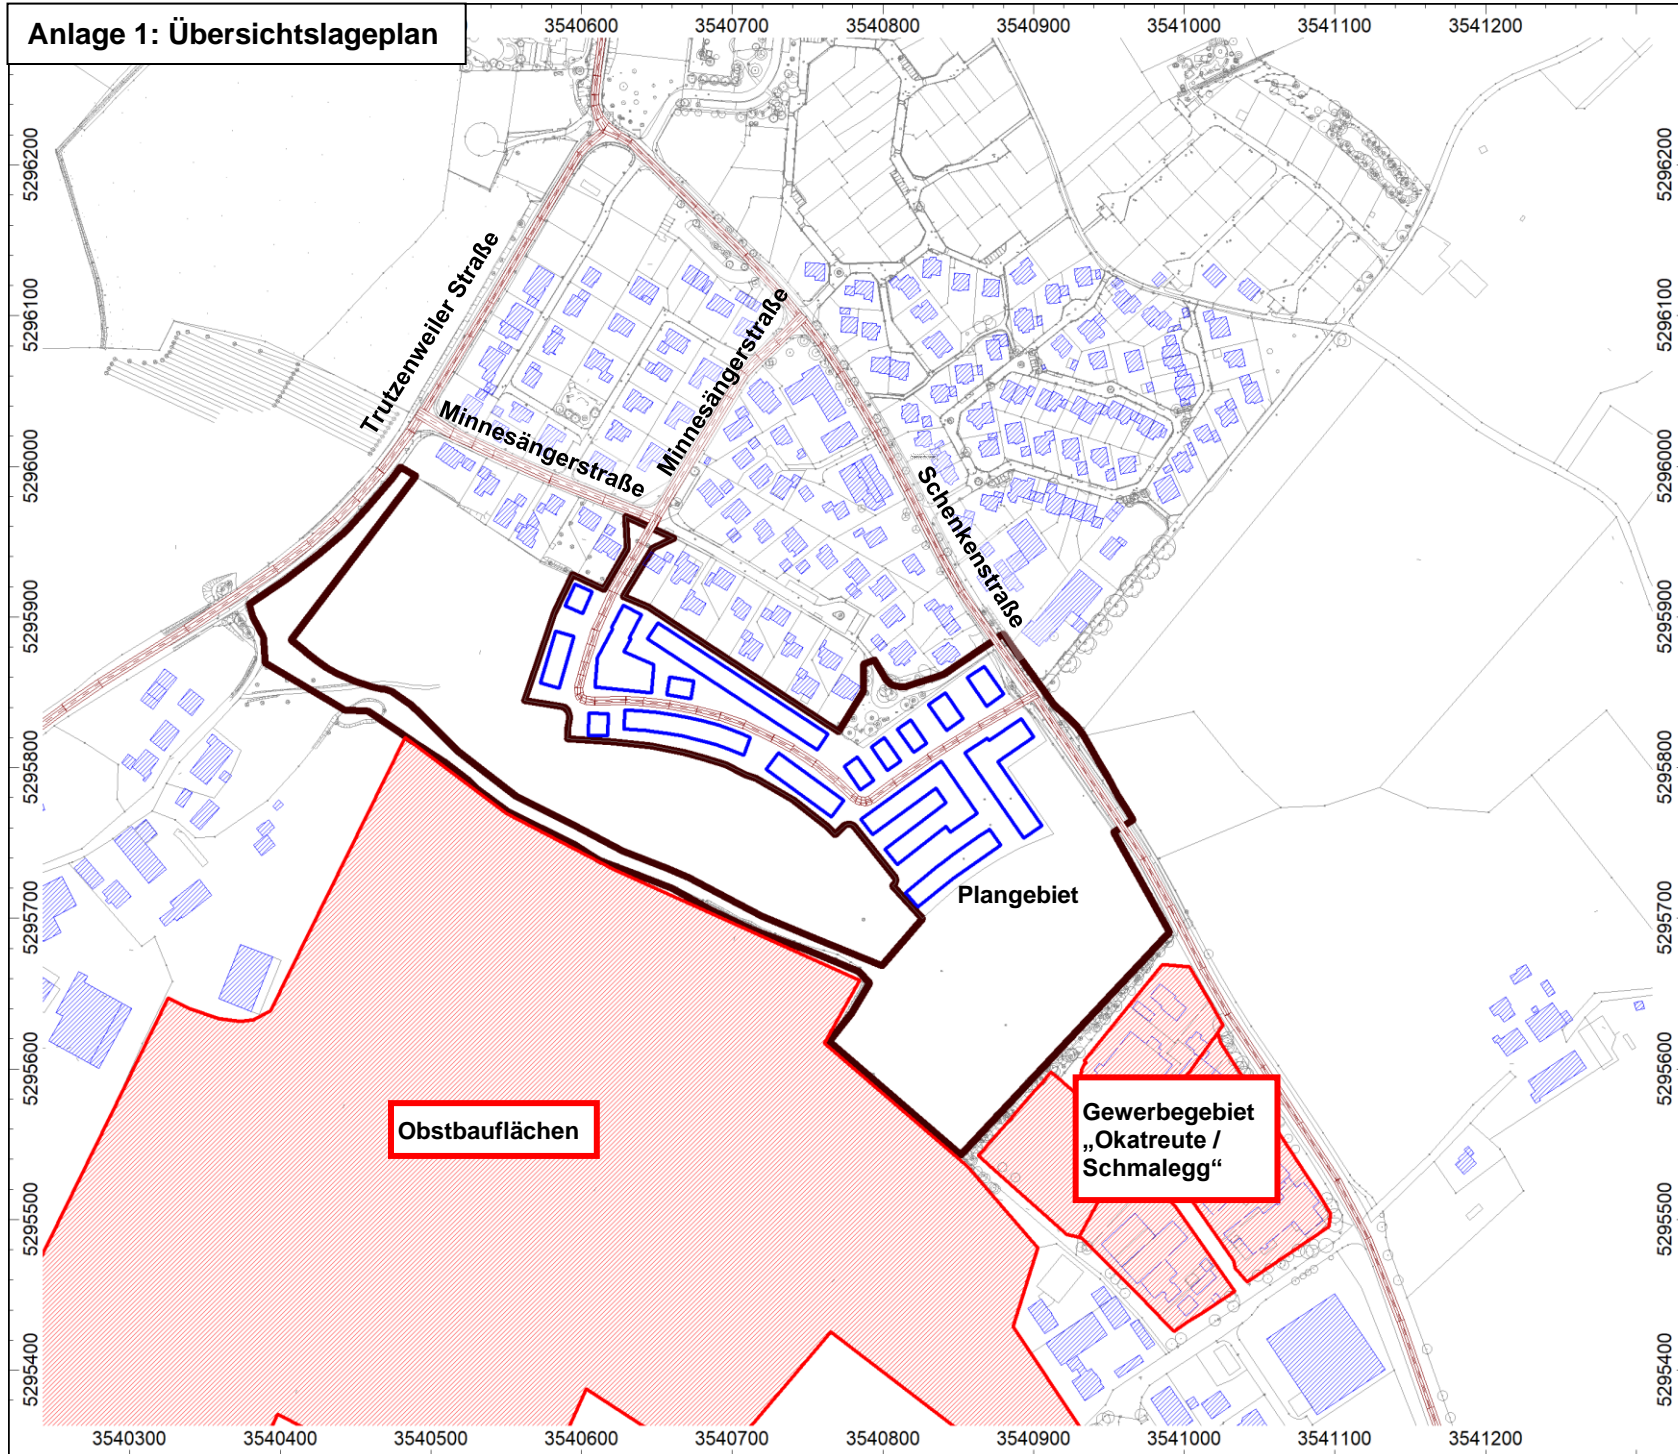 Anlage 1: Übersichtslageplan
3540600 3540700 3540800 3540900 3541000 3541100 3541200
5296200
5296100
5296000
5295900
5295800
5295700
5295600
5295500
5295400
5296200
5296100
5296000
5295900
5295800
5295700
5295600
5295500
5295400
Trutzenweiler Straße
Minnesängerstraße
Minnesängerstraße
Schenkenstraße
Plangebiet
Obstbauflächen
Gewerbegebiet
„Okatreute /
Schmalegg“
3540300 3540400 3540500 3540600 3540700 3540800 3540900 3541000 3541100 3541200